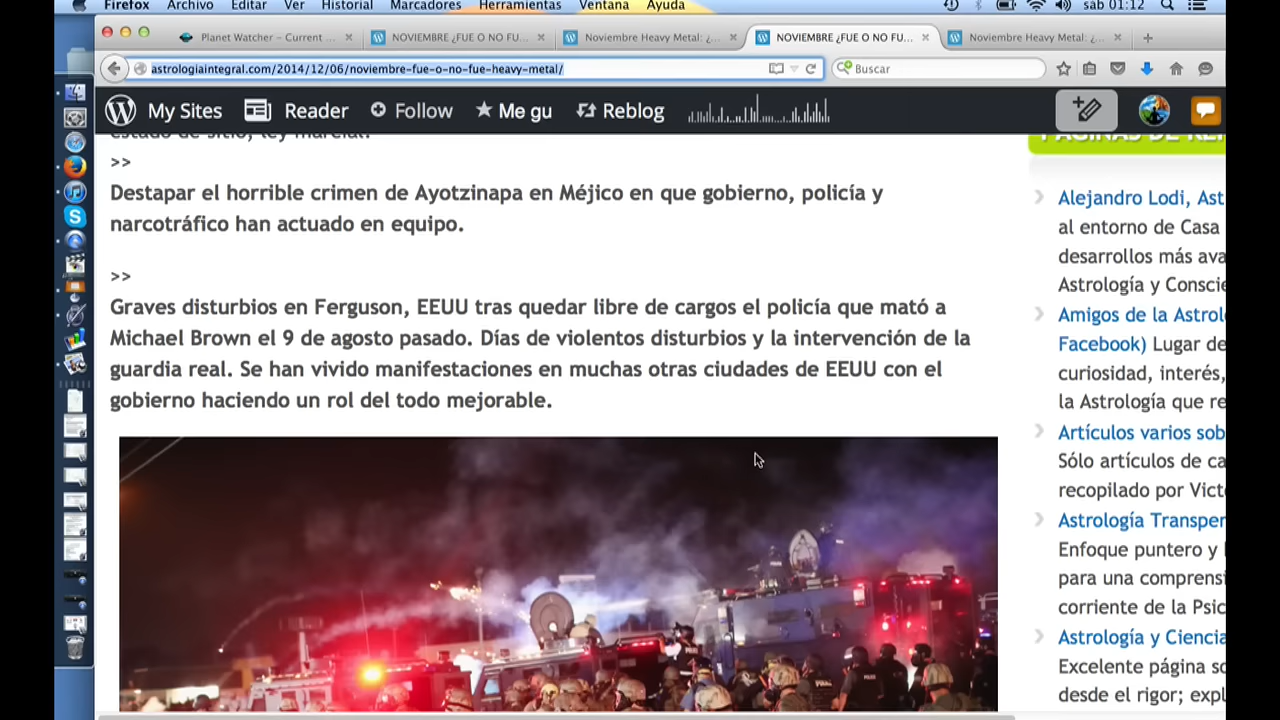 Firefox Archivo Editar Ver Historial Marcadores Herramientas Ventana Ayuda sáb 01:12
Planet Watcher – Current ...
NOVIEMBRE ¿FUE O NO FU...
Noviembre Heavy Metal: ¿...
NOVIEMBRE ¿FUE O NO FU...
Noviembre Heavy Metal: ¿...
astrologiaintegral.com/2014/12/06/noviembre-fue-o-no-fue-heavy-metal/
Buscar
My Sites Reader Follow Me gu Reblog
estado de sitio, ley marcial.
>>
Destapar el horrible crimen de Ayotzinapa en Méjico en que gobierno, policía y
narcotráfico han actuado en equipo.
>>
Graves disturbios en Ferguson, EEUU tras quedar libre de cargos el policía que mató a
Michael Brown el 9 de agosto pasado. Días de violentos disturbios y la intervención de la
guardia real. Se han vivido manifestaciones en muchas otras ciudades de EEUU con el
gobierno haciendo un rol del todo mejorable.
Alejandro Lodi, Ast
al entorno de Casa
desarrollos más ava
Astrología y Conscie
Amigos de la Astrol
Facebook) Lugar de
curiosidad, interés,
la Astrología que re
Artículos varios sob
Sólo artículos de ca
recopilado por Victo
Astrología Transper
Enfoque puntero y
para una comprensi
corriente de la Psic
Astrología y Ciencia
Excelente página so
desde el rigor; expl